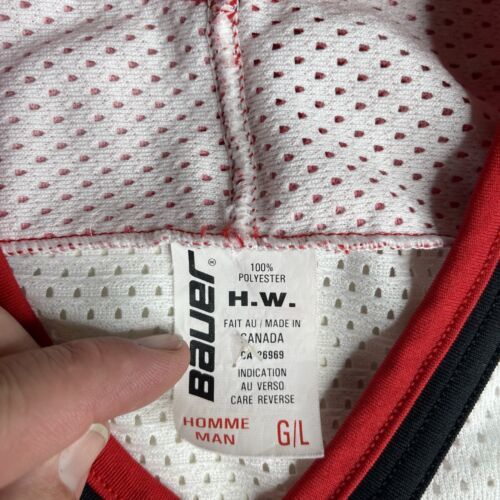 BAUER®
100%
POLYESTER
H.W.
FAIT AU / MADE IN
CANADA
CA 26969
INDICATION
AU VERSO
CARE REVERSE
HOMME
MAN
G/L